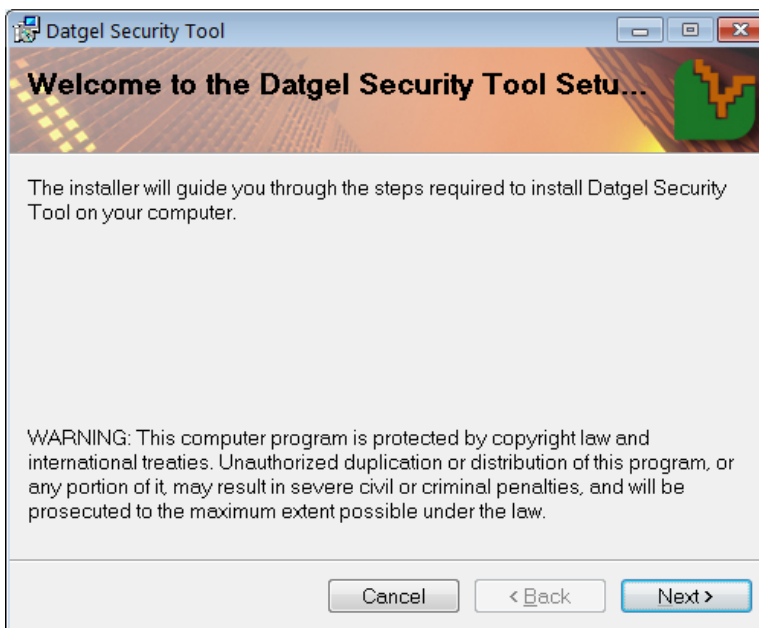 Datgel Security Tool
Welcome to the Datgel Security Tool Setu...
The installer will guide you through the steps required to install Datgel Security
Tool on your computer.
WARNING: This computer program is protected by copyright law and
international treaties. Unauthorized duplication or distribution of this program, or
any portion of it, may result in severe civil or criminal penalties, and will be
prosecuted to the maximum extent possible under the law.
Cancel < Back Next >